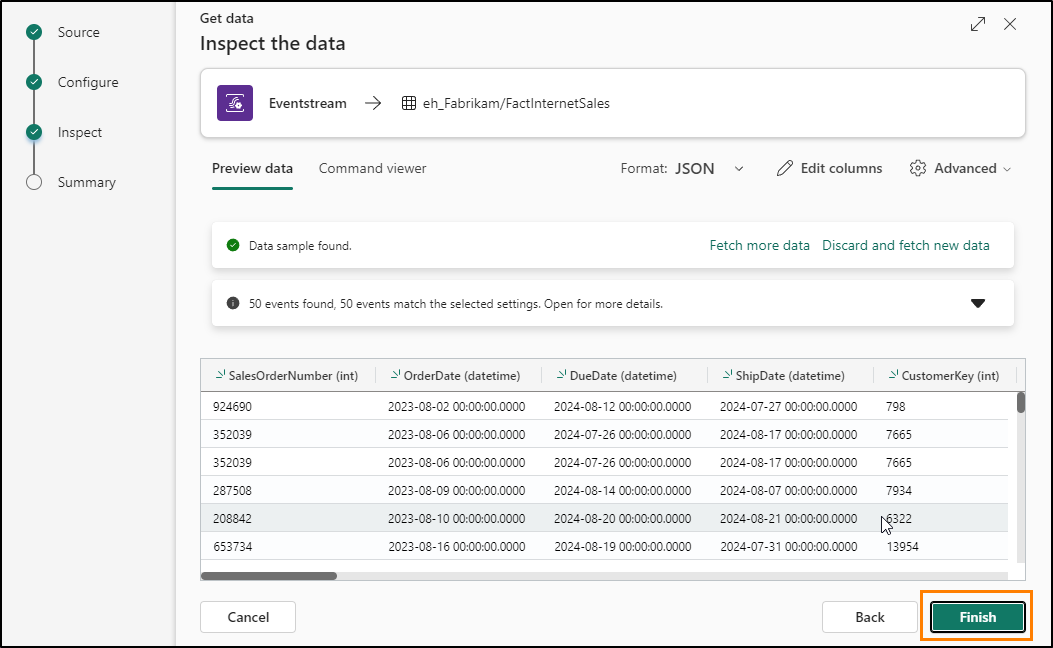 Source
Configure
Inspect
Summary
Get data
Inspect the data
Eventstream eh_Fabrikam/FactInternetSales
Preview data Command viewer Format: JSON Edit columns Advanced
Data sample found. Fetch more data Discard and fetch new data
50 events found, 50 events match the selected settings. Open for more details.
SalesOrderNumber (int) OrderDate (datetime) DueDate (datetime) ShipDate (datetime) CustomerKey (int)
924690 2023-08-02 00:00:00.0000 2024-08-12 00:00:00.0000 2024-07-27 00:00:00.0000 798
352039 2023-08-06 00:00:00.0000 2024-07-26 00:00:00.0000 2024-08-17 00:00:00.0000 7665
352039 2023-08-06 00:00:00.0000 2024-07-26 00:00:00.0000 2024-08-17 00:00:00.0000 7665
287508 2023-08-09 00:00:00.0000 2024-08-14 00:00:00.0000 2024-08-07 00:00:00.0000 7934
208842 2023-08-10 00:00:00.0000 2024-08-20 00:00:00.0000 2024-08-21 00:00:00.0000 6322
653734 2023-08-16 00:00:00.0000 2024-08-19 00:00:00.0000 2024-07-31 00:00:00.0000 13954
Cancel Back Finish